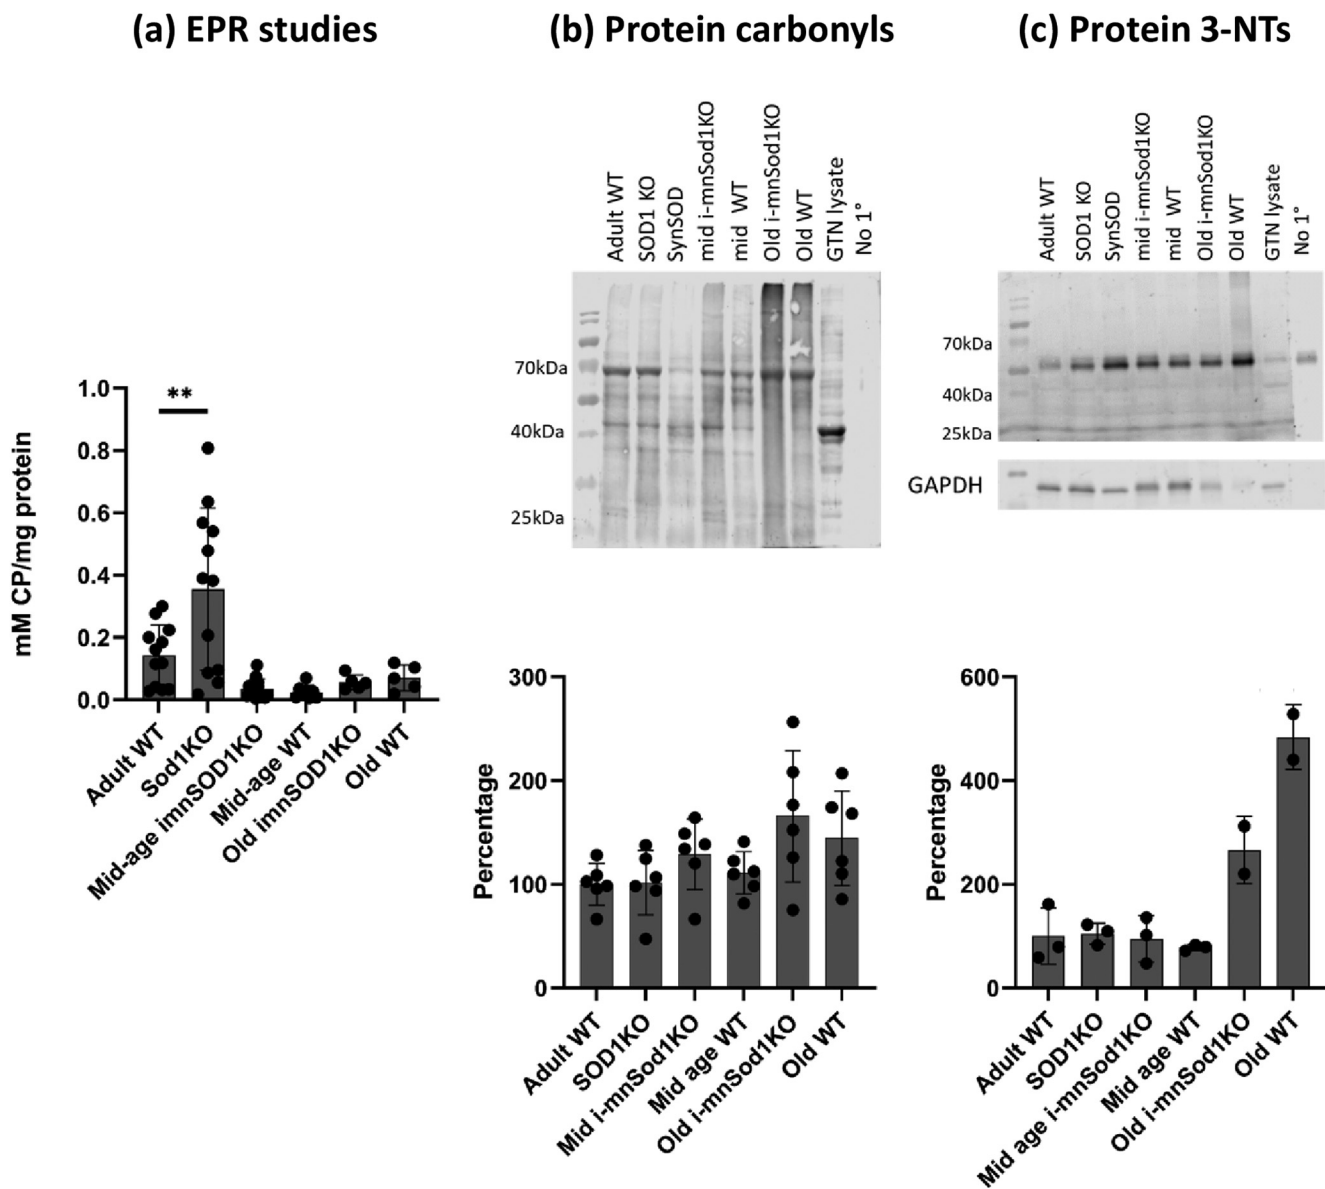 (a) EPR studies
mM CP/mg protein
1.0
0.8
0.6
0.4
0.2
0.0
**
Adult WT
Sod1KO
Mid-age imnSOD1KO
Mid-age WT
Old imnSOD1KO
Old WT
(b) Protein carbonyls
Adult WT
SOD1 KO
SynSOD
mid i-mnSod1KO
mid WT
Old i-mnSod1KO
Old WT
GTN lysate
No 1°
70kDa
40kDa
25kDa
Percentage
300
200
100
0
Adult WT
SOD1KO
Mid i-mnSod1KO
Mid age WT
Old i-mnSod1KO
Old WT
(c) Protein 3-NTs
Adult WT
SOD1 KO
SynSOD
mid i-mnSod1KO
mid WT
Old i-mnSod1KO
Old WT
GTN lysate
No 1°
70kDa
40kDa
25kDa
GAPDH
Percentage
600
400
200
0
Adult WT
SOD1KO
Mid age i-mnSod1KO
Mid age WT
Old i-mnSod1KO
Old WT